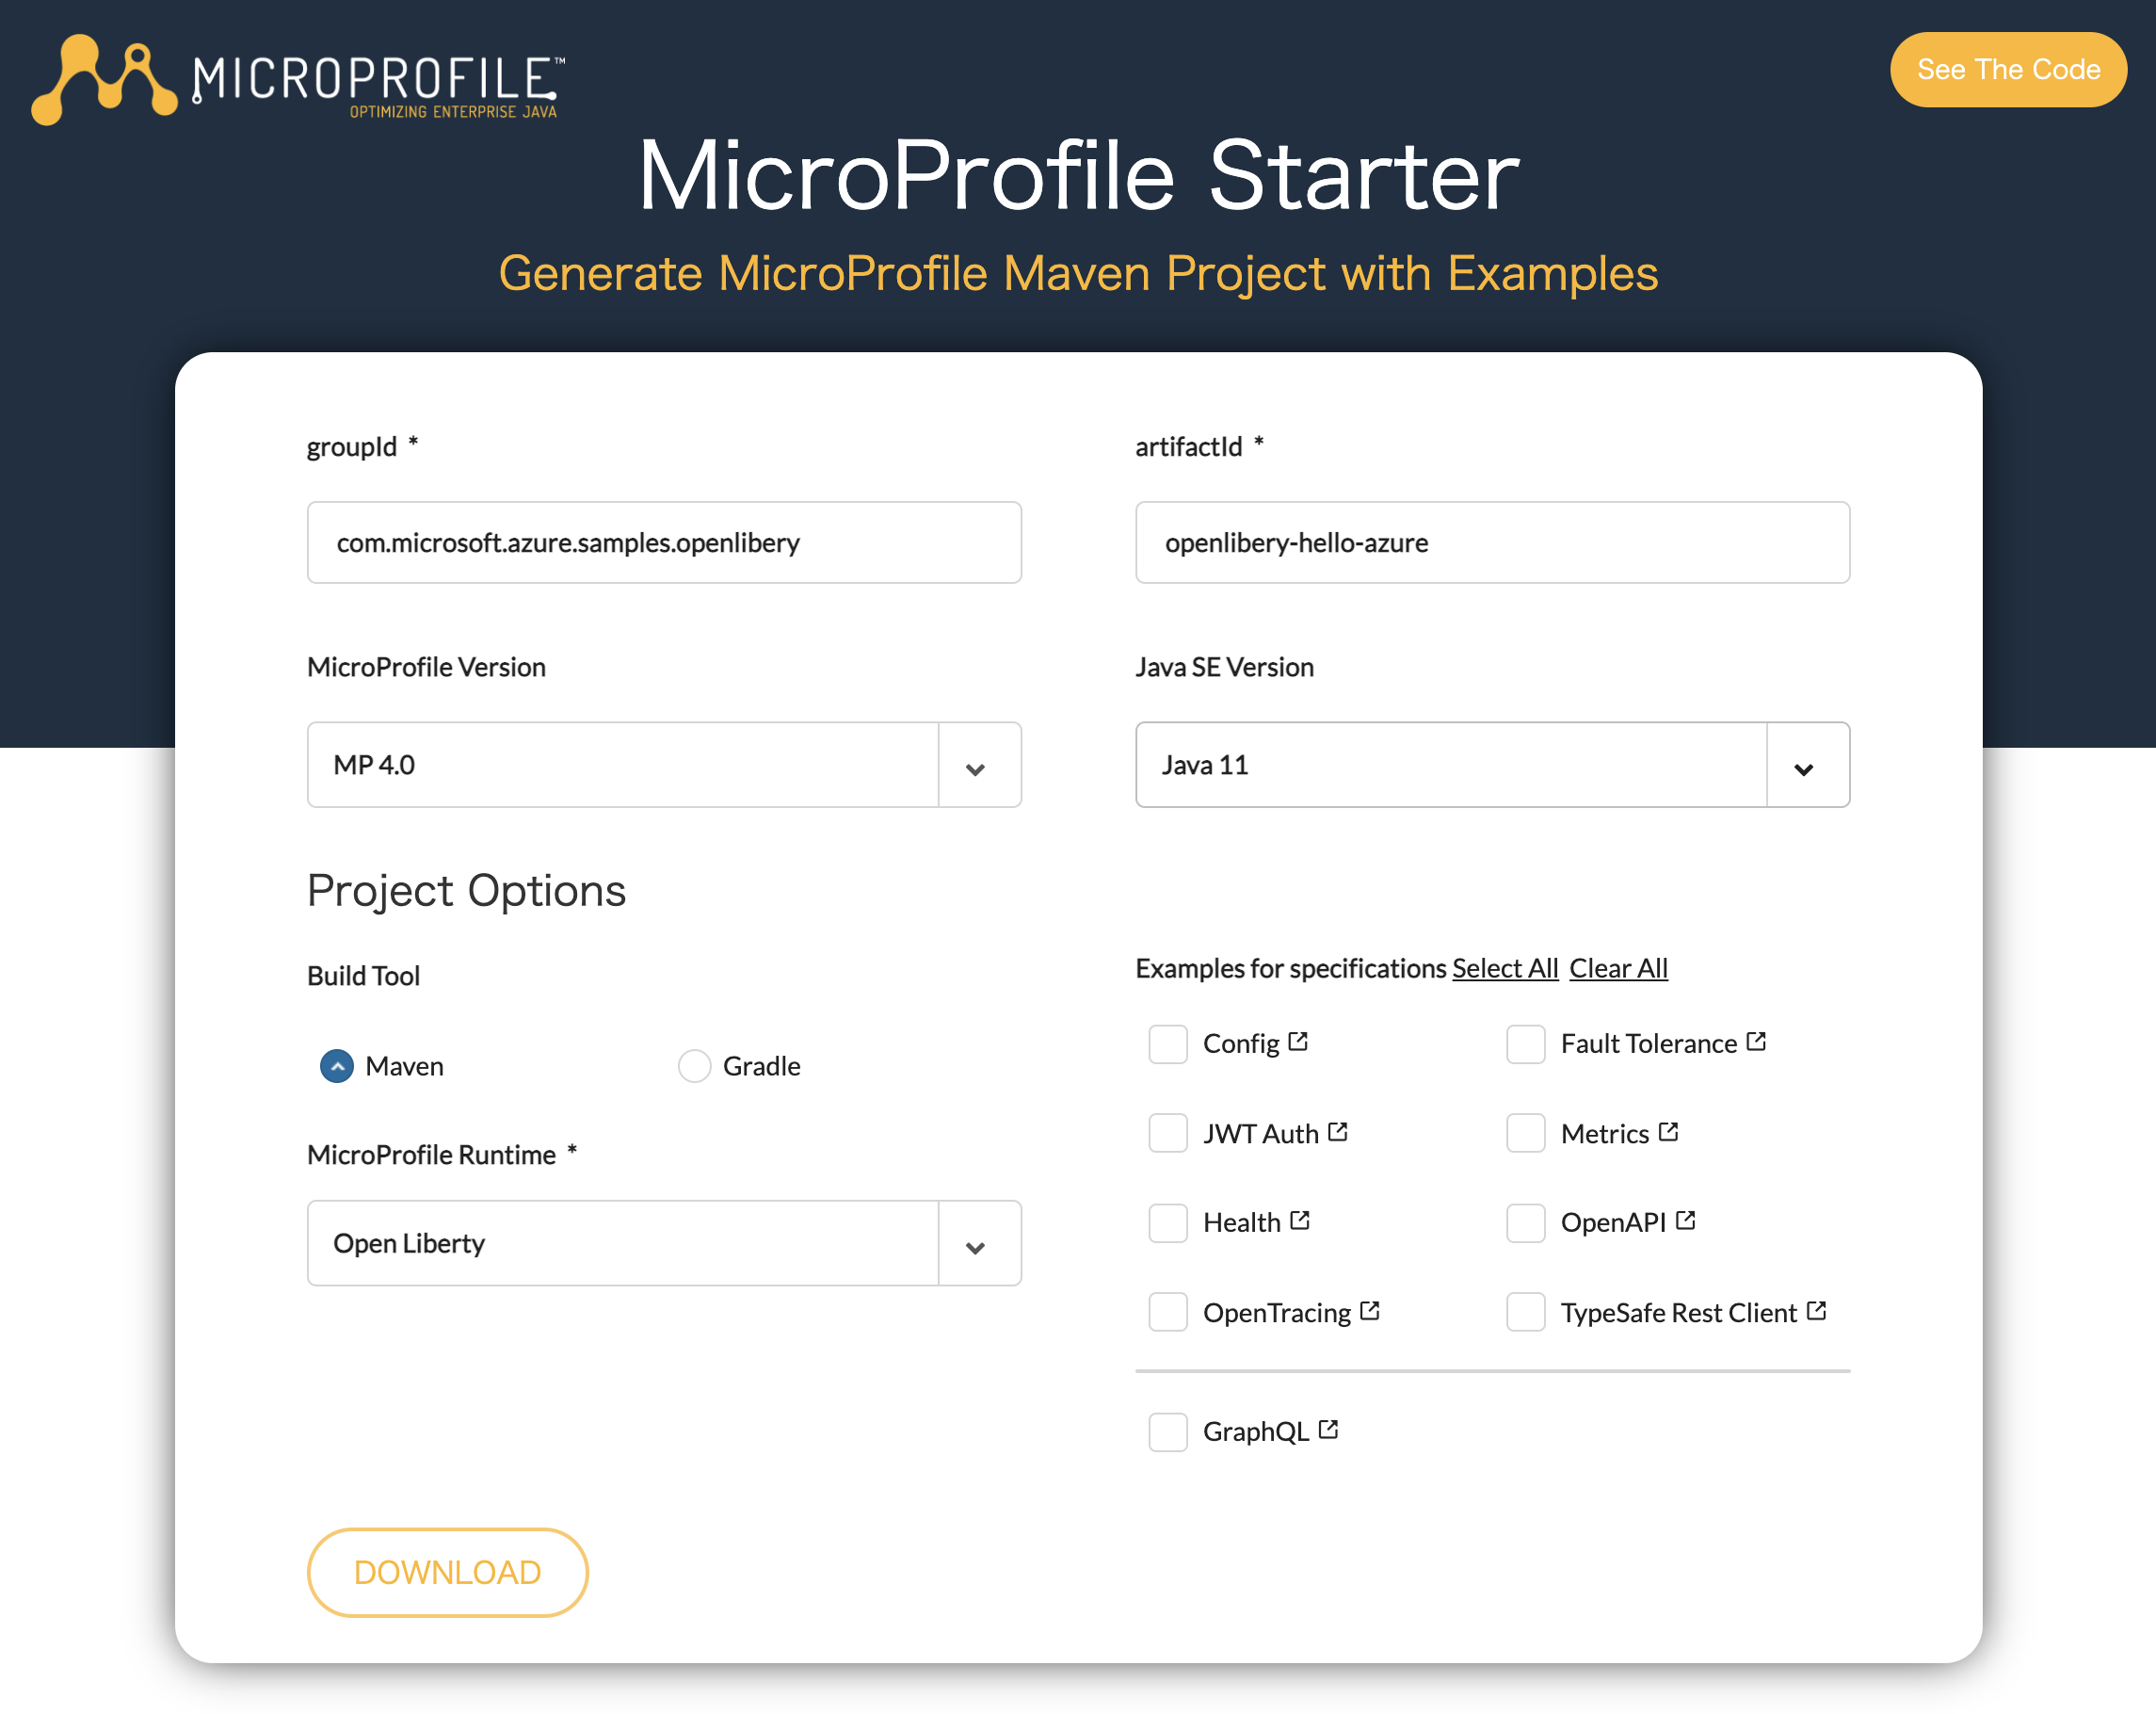 MICROPROFILE™
OPTIMIZING ENTERPRISE JAVA
See The Code
MicroProfile Starter
Generate MicroProfile Maven Project with Examples
groupId *
com.microsoft.azure.samples.openlibery
artifactId *
openlibery-hello-azure
MicroProfile Version
MP 4.0
Java SE Version
Java 11
Project Options
Build Tool
Maven
Gradle
MicroProfile Runtime *
Open Liberty
Examples for specifications Select All Clear All
Config
Fault Tolerance
JWT Auth
Metrics
Health
OpenAPI
OpenTracing
TypeSafe Rest Client
GraphQL
DOWNLOAD